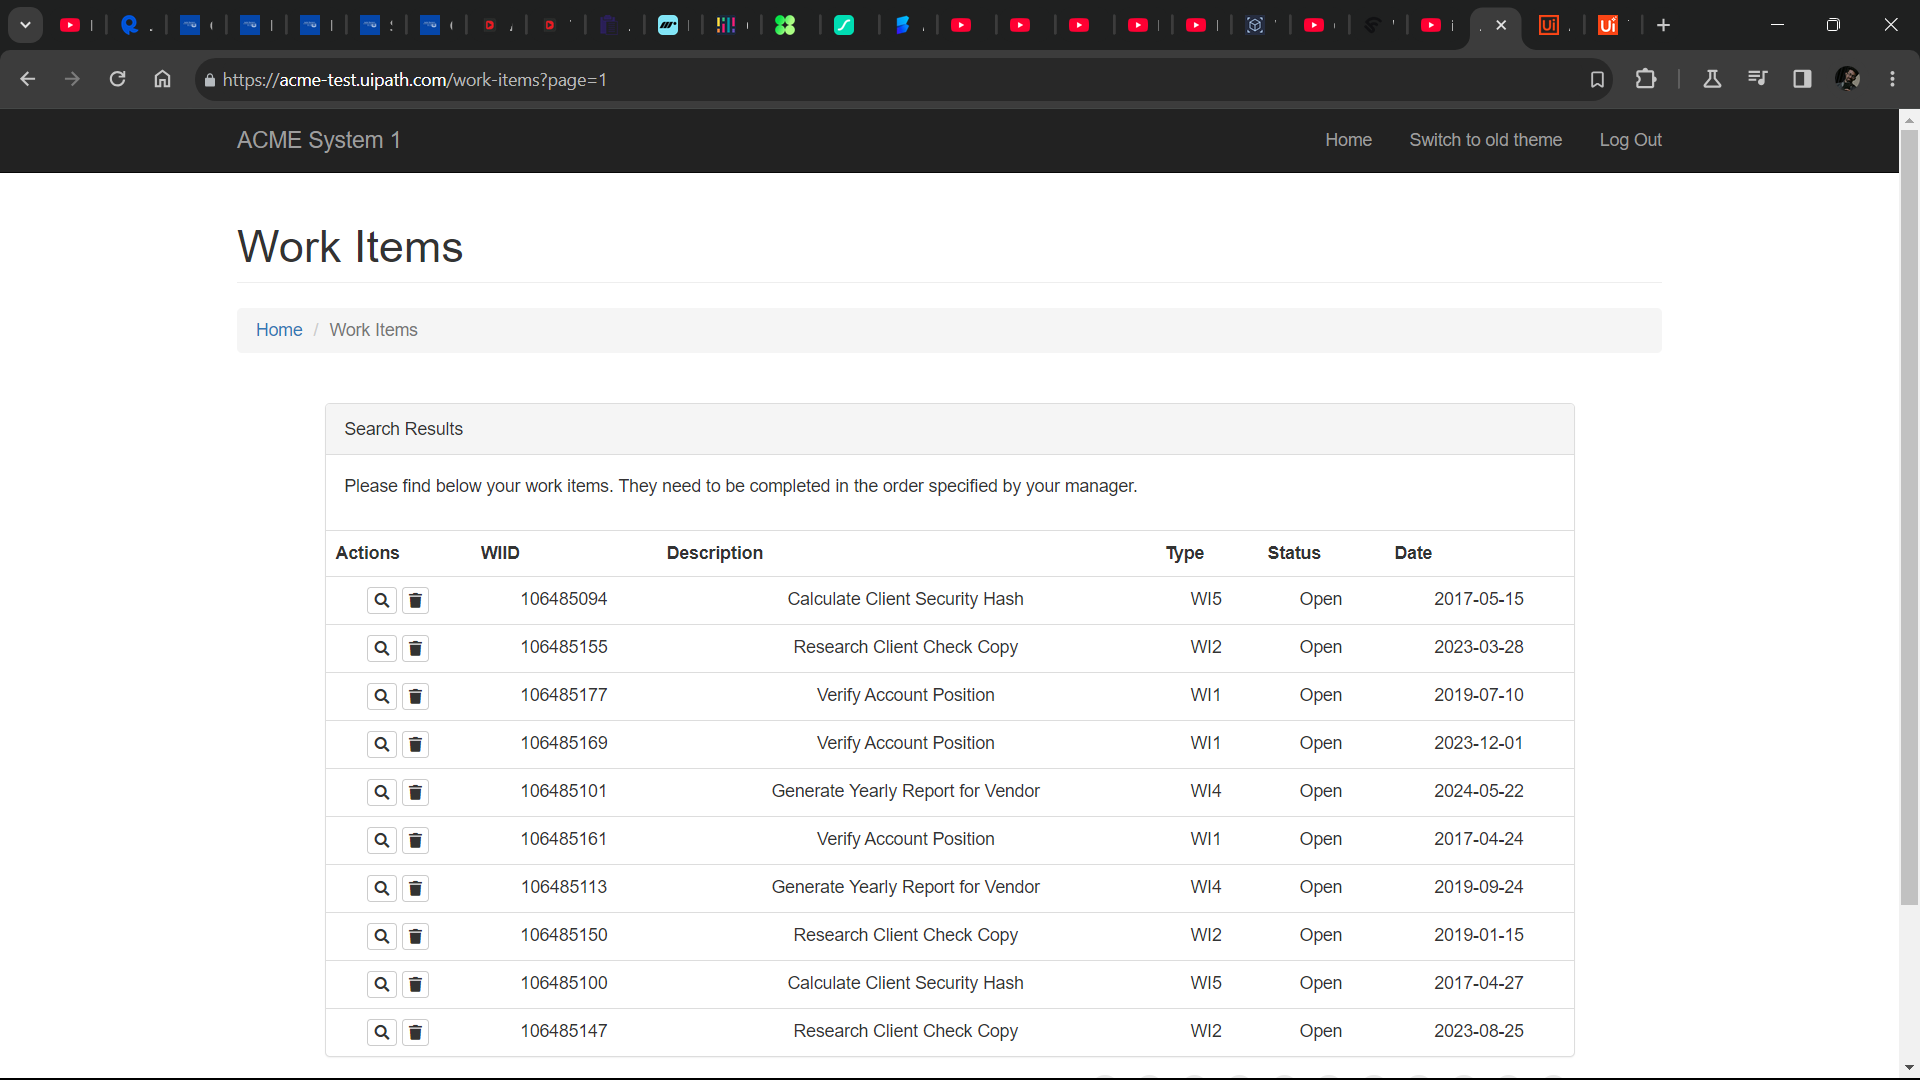 https://acme-test.uipath.com/work-items?page=1
ACME System 1 Home Switch to old theme Log Out
Work Items
Home / Work Items
Search Results
Please find below your work items. They need to be completed in the order specified by your manager.
Actions WIID Description Type Status Date
106485094 Calculate Client Security Hash WI5 Open 2017-05-15
106485155 Research Client Check Copy WI2 Open 2023-03-28
106485177 Verify Account Position WI1 Open 2019-07-10
106485169 Verify Account Position WI1 Open 2023-12-01
106485101 Generate Yearly Report for Vendor WI4 Open 2024-05-22
106485161 Verify Account Position WI1 Open 2017-04-24
106485113 Generate Yearly Report for Vendor WI4 Open 2019-09-24
106485150 Research Client Check Copy WI2 Open 2019-01-15
106485100 Calculate Client Security Hash WI5 Open 2017-04-27
106485147 Research Client Check Copy WI2 Open 2023-08-25